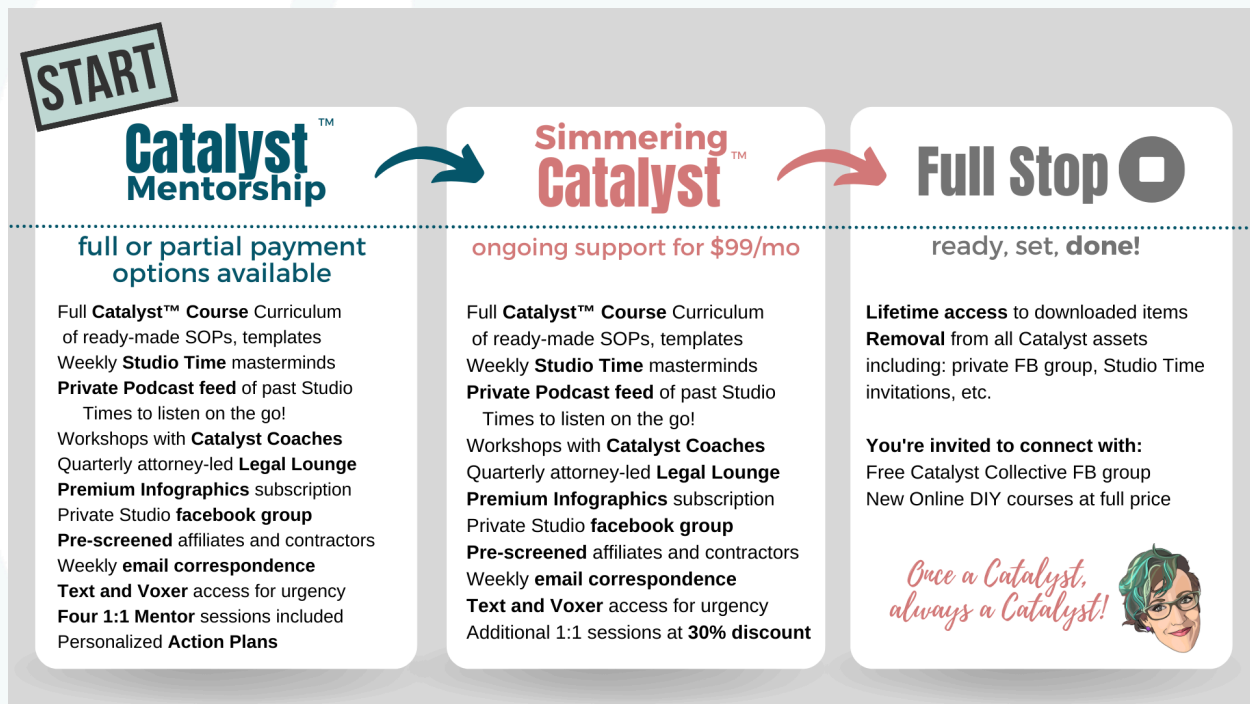 START
Catalyst™
Mentorship
full or partial payment
options available
Full Catalyst™ Course Curriculum
of ready-made SOPs, templates
Weekly Studio Time masterminds
Private Podcast feed of past Studio
Times to listen on the go!
Workshops with Catalyst Coaches
Quarterly attorney-led Legal Lounge
Premium Infographics subscription
Private Studio facebook group
Pre-screened affiliates and contractors
Weekly email correspondence
Text and Voxer access for urgency
Four 1:1 Mentor sessions included
Personalized Action Plans
Simmering
Catalyst™
ongoing support for $99/mo
Full Catalyst™ Course Curriculum
of ready-made SOPs, templates
Weekly Studio Time masterminds
Private Podcast feed of past Studio
Times to listen on the go!
Workshops with Catalyst Coaches
Quarterly attorney-led Legal Lounge
Premium Infographics subscription
Private Studio facebook group
Pre-screened affiliates and contractors
Weekly email correspondence
Text and Voxer access for urgency
Additional 1:1 sessions at 30% discount
Full Stop
ready, set, done!
Lifetime access to downloaded items
Removal from all Catalyst assets
including: private FB group, Studio Time
invitations, etc.
You're invited to connect with:
Free Catalyst Collective FB group
New Online DIY courses at full price
Once a Catalyst,
always a Catalyst!